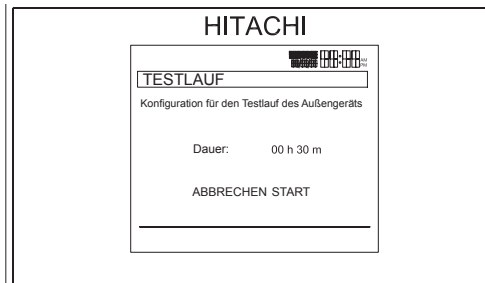 HITACHI
TESTLAUF
Konfiguration für den Testlauf des Außengeräts
Dauer: 00 h 30 m
ABBRECHEN START